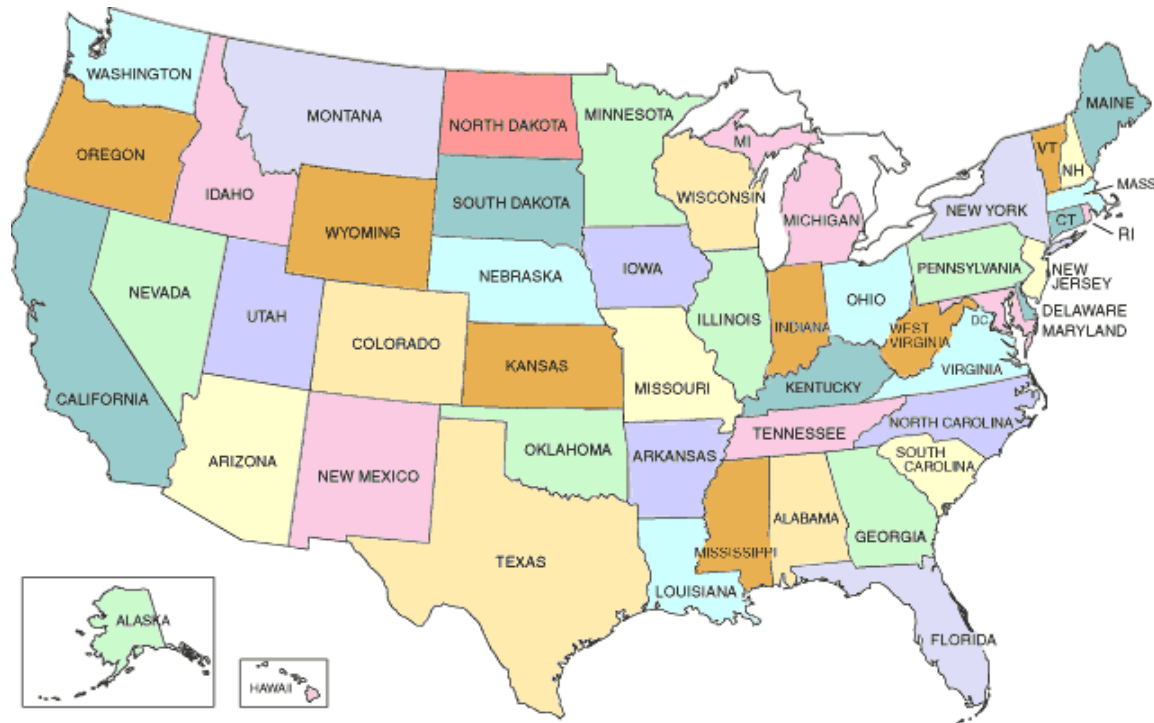 WASHINGTON
MONTANA
NORTH DAKOTA
MINNESOTA
MAINE
OREGON
IDAHO
MI
VT
NH
MASS
WISCONSIN
MICHIGAN
SOUTH DAKOTA
NEW YORK
CT
RI
WYOMING
NEBRASKA
IOWA
PENNSYLVANIA
NEW
JERSEY
NEVADA
UTAH
ILLINOIS
INDIANA
OHIO
DELAWARE
MARYLAND
DC
WEST
VIRGINIA
COLORADO
KANSAS
MISSOURI
KENTUCKY
VIRGINIA
CALIFORNIA
NORTH CAROLINA
TENNESSEE
ARIZONA
NEW MEXICO
OKLAHOMA
ARKANSAS
SOUTH
CAROLINA
ALABAMA
GEORGIA
MISSISSIPPI
TEXAS
LOUISIANA
FLORIDA
ALASKA
HAWAII